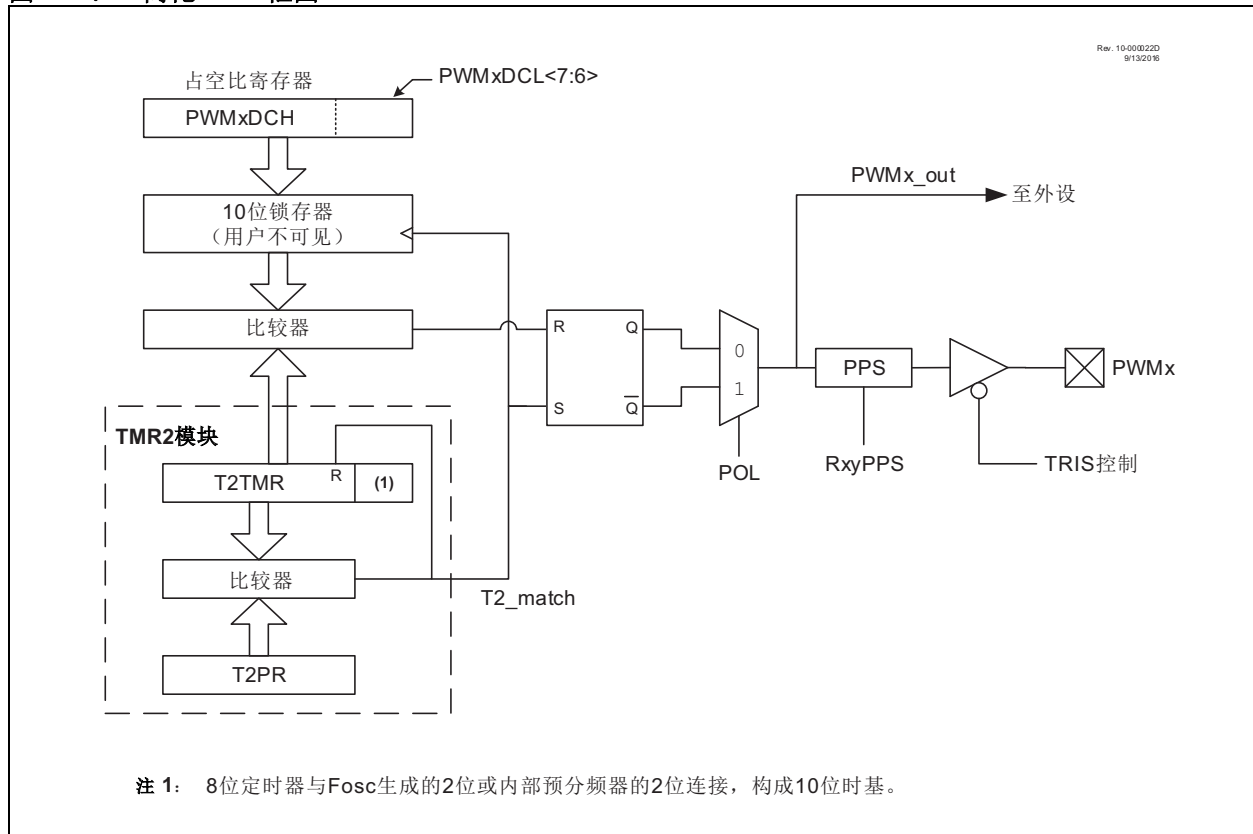 Rev. 10-000022D
9/13/2016
占空比寄存器
PWMxDCL<7:6>
PWMxDCH
PWMx_out
至外设
10位锁存器
（用户不可见）
比较器
R
Q
S
Q
0
1
POL
PPS
RxyPPS
PWMx
TRIS控制
TMR2模块
T2TMR
R
(1)
比较器
T2_match
T2PR
注 1： 8位定时器与Fosc生成的2位或内部预分频器的2位连接，构成10位时基。